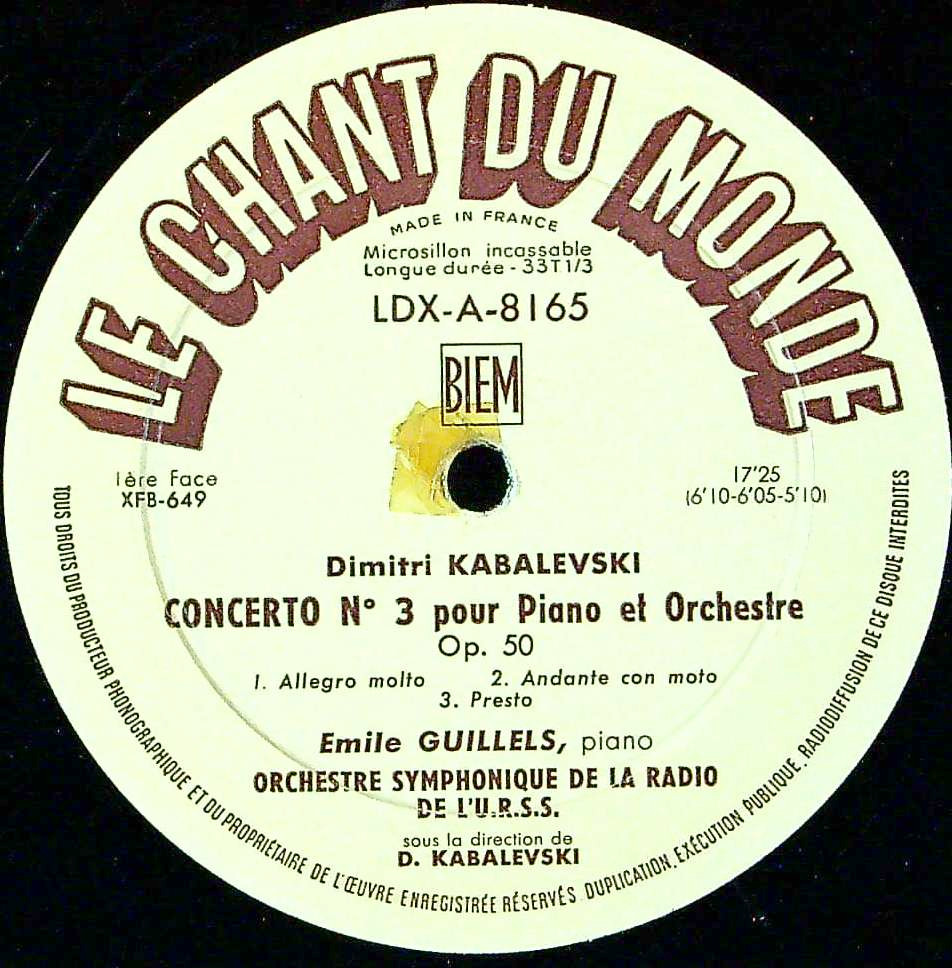 LE CHANT DU MONDE
MADE IN FRANCE
Microsillon incassable
Longue durée - 33T1/3
LDX-A-8165
BIEM
1ère Face
XFB-649
17'25
(6'10-6'05-5'10)
Dimitri KABALEVSKI
CONCERTO N° 3 pour Piano et Orchestre
Op. 50
1. Allegro molto 2. Andante con moto
3. Presto
Emile GUILLELS, piano
ORCHESTRE SYMPHONIQUE DE LA RADIO
DE L'U.R.S.S.
sous la direction de
D. KABALEVSKI
TOUS DROITS DU PRODUCTEUR PHONOGRAPHIQUE ET DU PROPRIÉTAIRE DE L'ŒUVRE ENREGISTRÉE RÉSERVÉS. DUPLICATION. EXÉCUTION PUBLIQUE. RADIODIFFUSION DE CE DISQUE INTERDITES